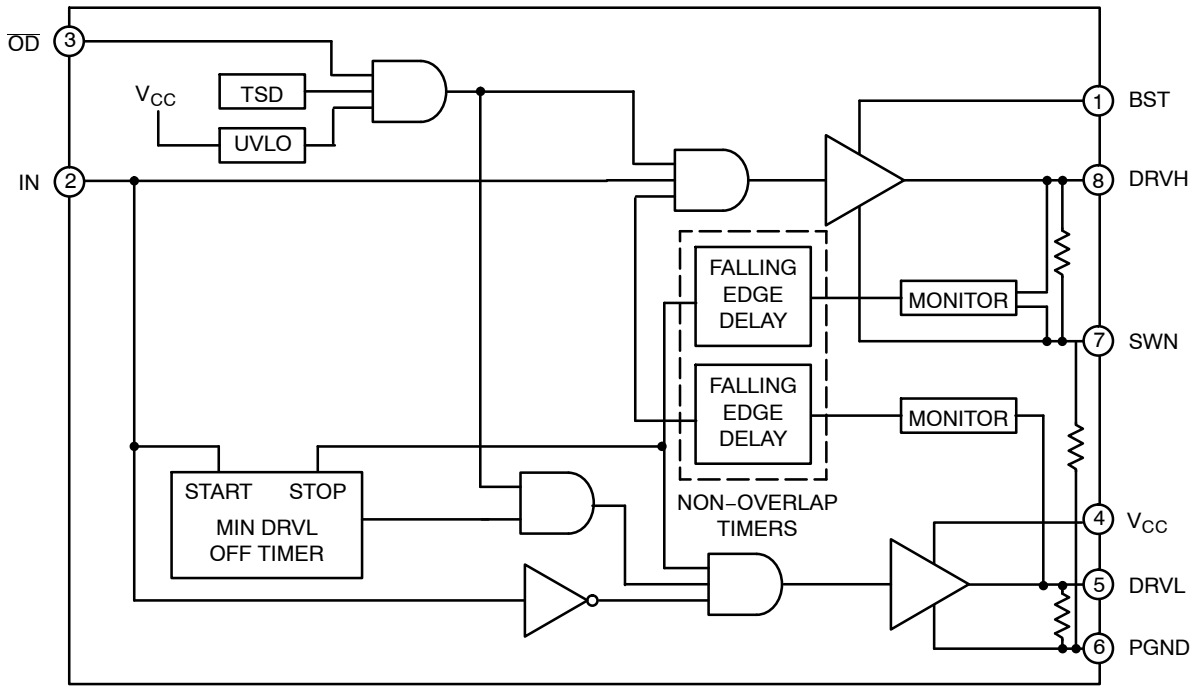 OD
3
TSD
VCC
UVLO
1
BST
IN
2
8
DRVH
FALLING
EDGE
DELAY
MONITOR
7
SWN
FALLING
EDGE
DELAY
MONITOR
START STOP
MIN DRVL
OFF TIMER
NON−OVERLAP
TIMERS
4
VCC
5
DRVL
6
PGND